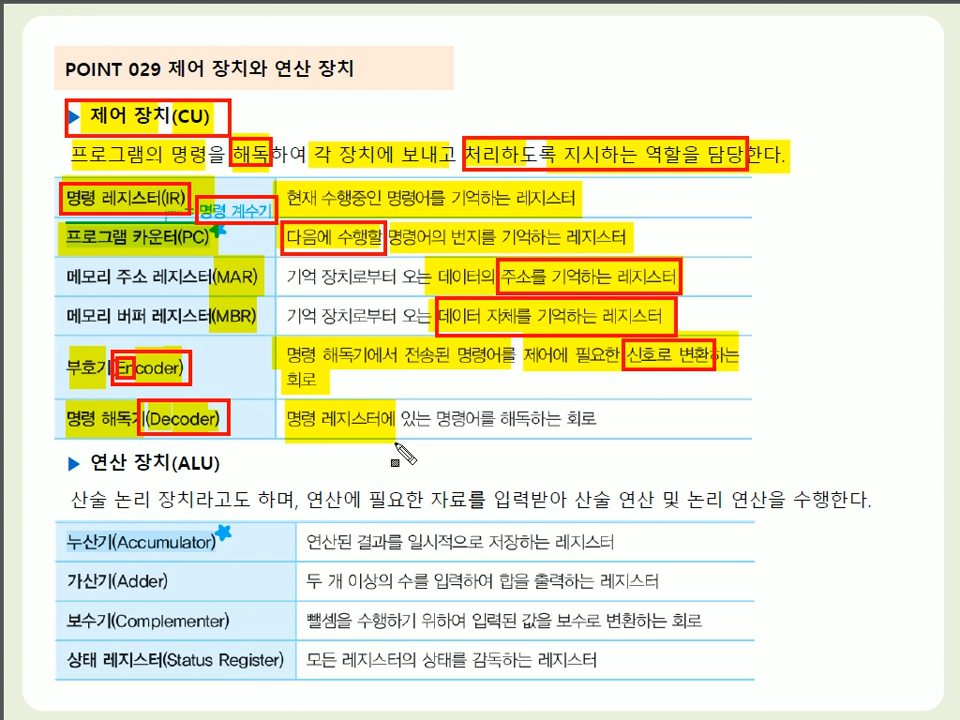 POINT 029 제어 장치와 연산 장치
▶ 제어 장치(CU)
프로그램의 명령을 해독하여 각 장치에 보내고 처리하도록 지시하는 역할을 담당한다.
명령 레지스터(IR) 현재 수행중인 명령어를 기억하는 레지스터
명령 계수기
프로그램 카운터(PC) 다음에 수행할 명령어의 번지를 기억하는 레지스터
메모리 주소 레지스터(MAR) 기억 장치로부터 오는 데이터의 주소를 기억하는 레지스터
메모리 버퍼 레지스터(MBR) 기억 장치로부터 오는 데이터 자체를 기억하는 레지스터
부호기(Encoder) 명령 해독기에서 전송된 명령어를 제어에 필요한 신호로 변환하는
회로
명령 해독기(Decoder) 명령 레지스터에 있는 명령어를 해독하는 회로
▶ 연산 장치(ALU)
산술 논리 장치라고도 하며, 연산에 필요한 자료를 입력받아 산술 연산 및 논리 연산을 수행한다.
누산기(Accumulator) 연산된 결과를 일시적으로 저장하는 레지스터
가산기(Adder) 두 개 이상의 수를 입력하여 합을 출력하는 레지스터
보수기(Complementer) 뺄셈을 수행하기 위하여 입력된 값을 보수로 변환하는 회로
상태 레지스터(Status Register) 모든 레지스터의 상태를 감독하는 레지스터